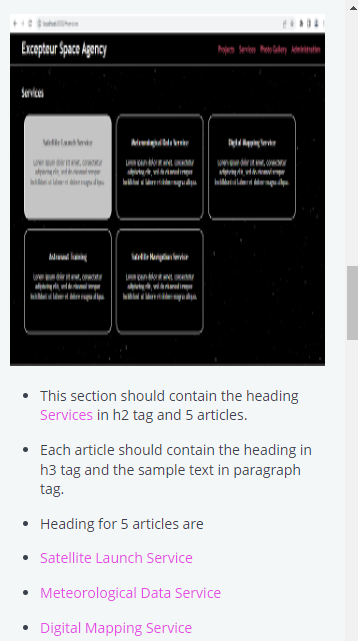 Excepteur Space Agency
Projects Services Photo Gallery Administration
Services
Satellite Launch Service
Lorem ipsum dolor sit amet, consectetur
adipiscing elit, sed do eiusmod tempor
incididunt ut labore et dolore magna aliqua.
Meteorological Data Service
Lorem ipsum dolor sit amet, consectetur
adipiscing elit, sed do eiusmod tempor
incididunt ut labore et dolore magna aliqua.
Digital Mapping Service
Lorem ipsum dolor sit amet, consectetur
adipiscing elit, sed do eiusmod tempor
incididunt ut labore et dolore magna aliqua.
Astronaut Training
Lorem ipsum dolor sit amet, consectetur
adipiscing elit, sed do eiusmod tempor
incididunt ut labore et dolore magna aliqua.
Satellite Navigation Service
Lorem ipsum dolor sit amet, consectetur
adipiscing elit, sed do eiusmod tempor
incididunt ut labore et dolore magna aliqua.
This section should contain the heading
Services in h2 tag and 5 articles.
Each article should contain the heading in
h3 tag and the sample text in paragraph
tag.
Heading for 5 articles are
Satellite Launch Service
Meteorological Data Service
Digital Mapping Service